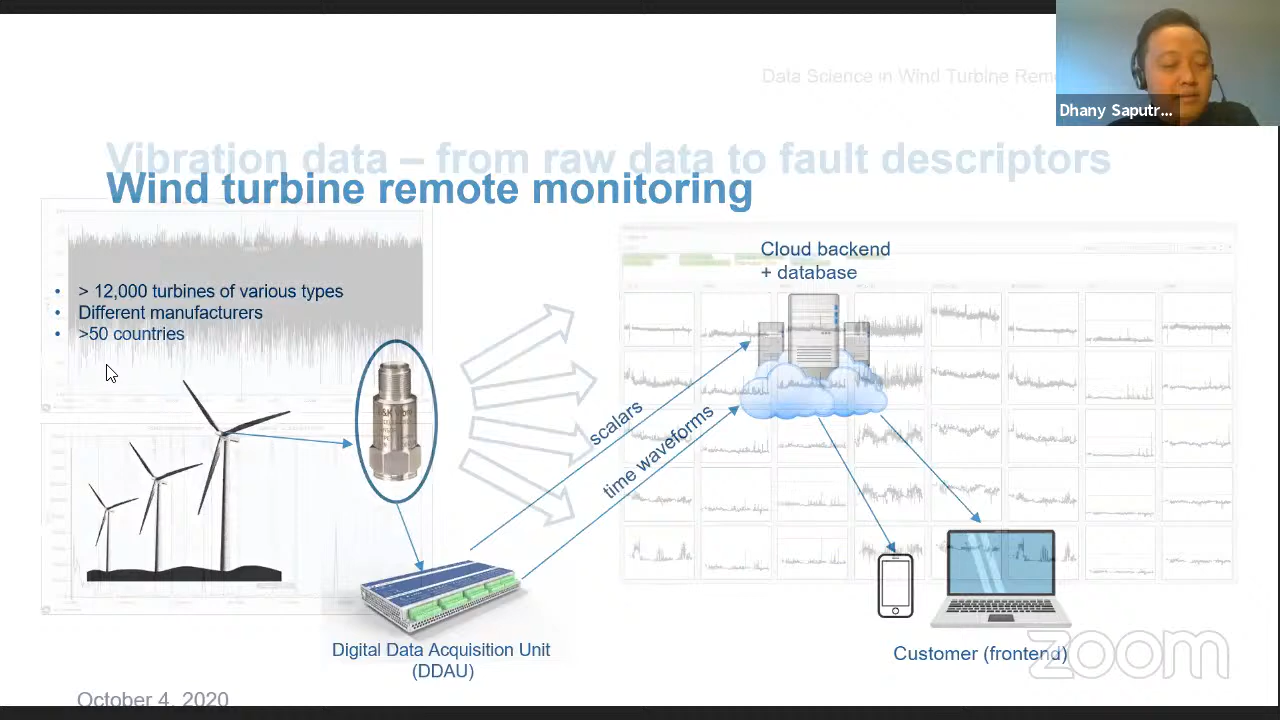 Data Science in Wind Turbine
Dhany Saputr...
Vibration data – from raw data to fault descriptors
Wind turbine remote monitoring
• > 12,000 turbines of various types
• Different manufacturers
• >50 countries
Cloud backend
+ database
scalars
time waveforms
Digital Data Acquisition Unit
(DDAU)
Customer (frontend)
zoom
October 4, 2020